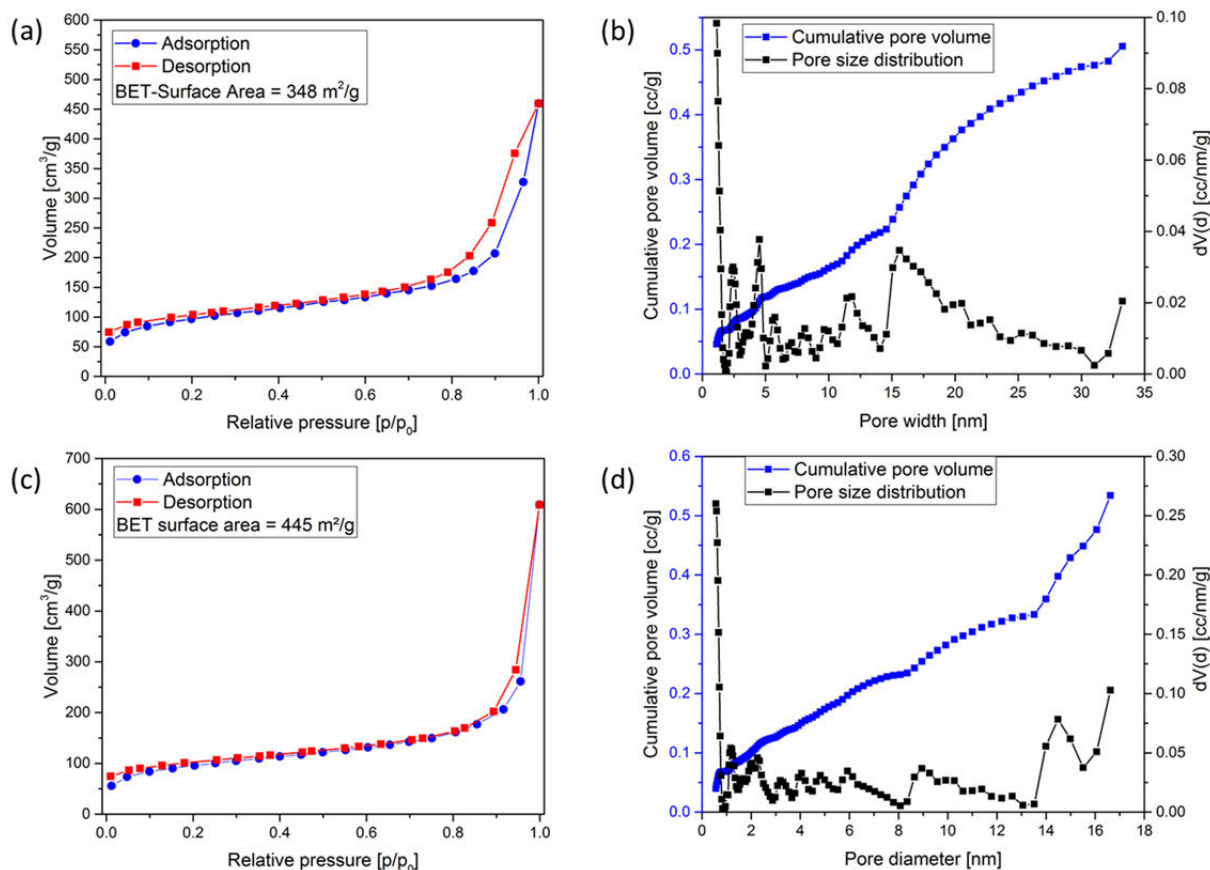 (a)
Adsorption
Desorption
BET-Surface Area = 348 m²/g
Volume [cm³/g]
600
550
500
450
400
350
300
250
200
150
100
50
0
0.0 0.2 0.4 0.6 0.8 1.0
Relative pressure [p/p₀]
(b)
Cumulative pore volume
Pore size distribution
Cumulative pore volume [cc/g]
0.5
0.4
0.3
0.2
0.1
0.0
dV(d) [cc/nm/g]
0.10
0.08
0.06
0.04
0.02
0.00
0 5 10 15 20 25 30 35
Pore width [nm]
(c)
Adsorption
Desorption
BET surface area = 445 m²/g
Volume [cm³/g]
700
600
500
400
300
200
100
0
0.0 0.2 0.4 0.6 0.8 1.0
Relative pressure [p/p₀]
(d)
Cumulative pore volume
Pore size distribution
Cumulative pore volume [cc/g]
0.6
0.5
0.4
0.3
0.2
0.1
0.0
dV(d) [cc/nm/g]
0.30
0.25
0.20
0.15
0.10
0.05
0.00
0 2 4 6 8 10 12 14 16 18
Pore diameter [nm]